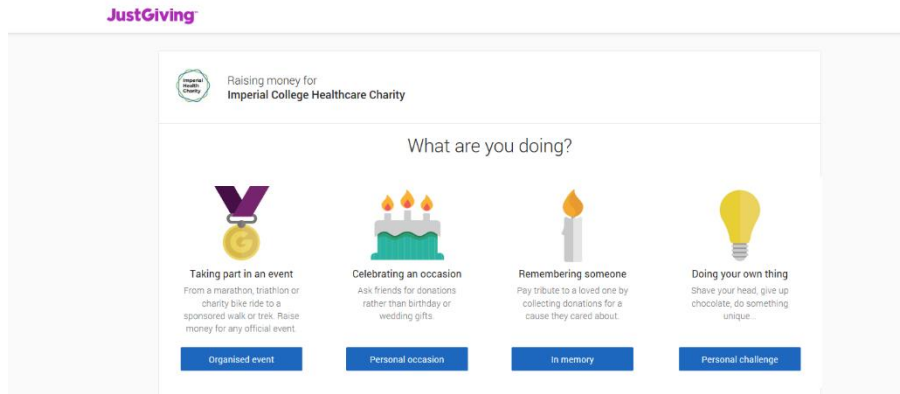 JustGiving
Imperial
Health
Charity
Raising money for
Imperial College Healthcare Charity
What are you doing?
G
Taking part in an event
From a marathon, triathlon or
charity bike ride to a
sponsored walk or trek. Raise
money for any official event.
Organised event
Celebrating an occasion
Ask friends for donations
rather than birthday or
wedding gifts.
Personal occasion
Remembering someone
Pay tribute to a loved one by
collecting donations for a
cause they cared about.
In memory
Doing your own thing
Shave your head, give up
chocolate, do something
unique...
Personal challenge